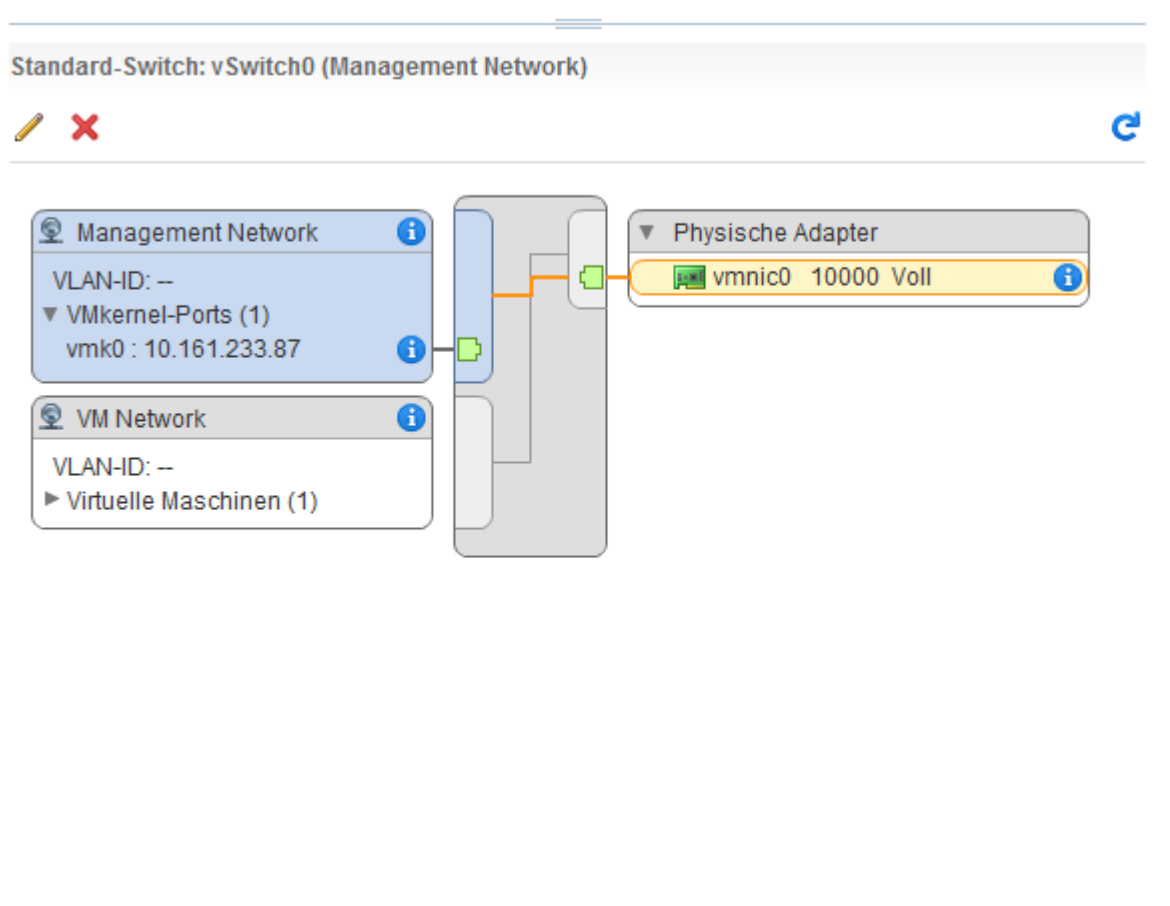 Standard-Switch: vSwitch0 (Management Network)
Management Network
VLAN-ID: --
VMkernel-Ports (1)
vmk0 : 10.161.233.87
VM Network
VLAN-ID: --
Virtuelle Maschinen (1)
Physische Adapter
vmnic0 10000 Voll